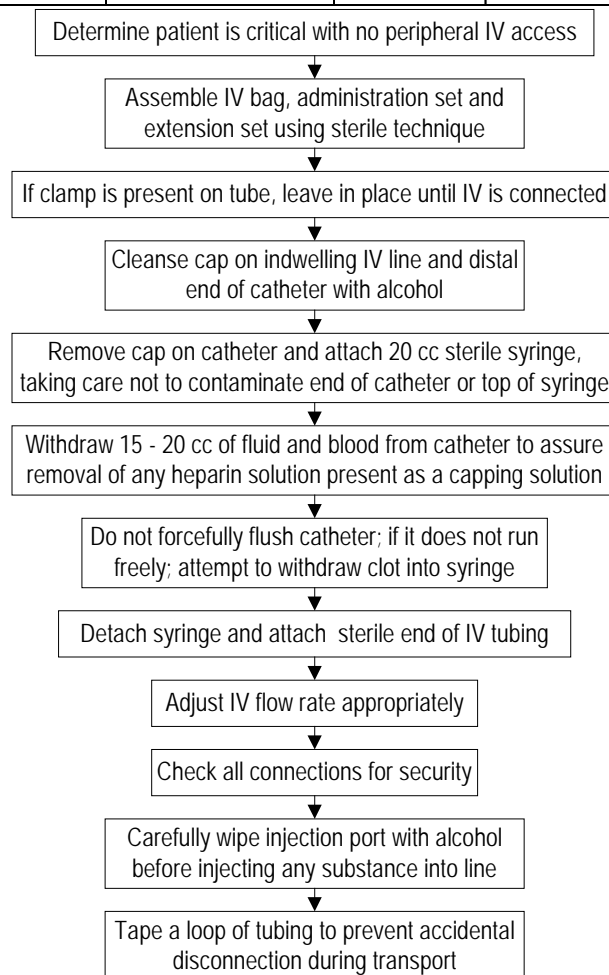 Determine patient is critical with no peripheral IV access
Assemble IV bag, administration set and
extension set using sterile technique
If clamp is present on tube, leave in place until IV is connected
Cleanse cap on indwelling IV line and distal
end of catheter with alcohol
Remove cap on catheter and attach 20 cc sterile syringe,
taking care not to contaminate end of catheter or top of syringe
Withdraw 15 - 20 cc of fluid and blood from catheter to assure
removal of any heparin solution present as a capping solution
Do not forcefully flush catheter; if it does not run
freely; attempt to withdraw clot into syringe
Detach syringe and attach sterile end of IV tubing
Adjust IV flow rate appropriately
Check all connections for security
Carefully wipe injection port with alcohol
before injecting any substance into line
Tape a loop of tubing to prevent accidental
disconnection during transport